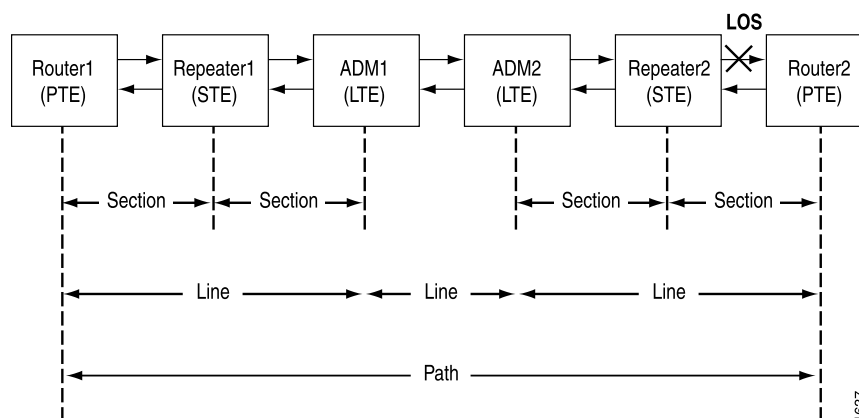 LOS
Router1
(PTE)
Repeater1
(STE)
ADM1
(LTE)
ADM2
(LTE)
Repeater2
(STE)
Router2
(PTE)
Section
Section
Section
Section
Line
Line
Line
Path